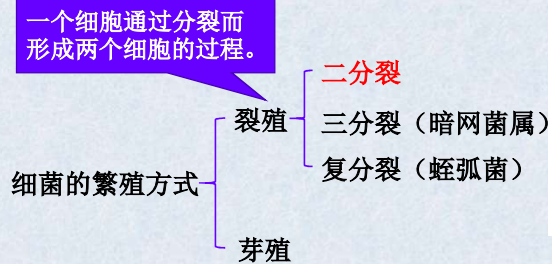 一个细胞通过分裂而
形成两个细胞的过程。
二分裂
裂殖
三分裂（暗网菌属）
复分裂（蛭弧菌）
细菌的繁殖方式
芽殖